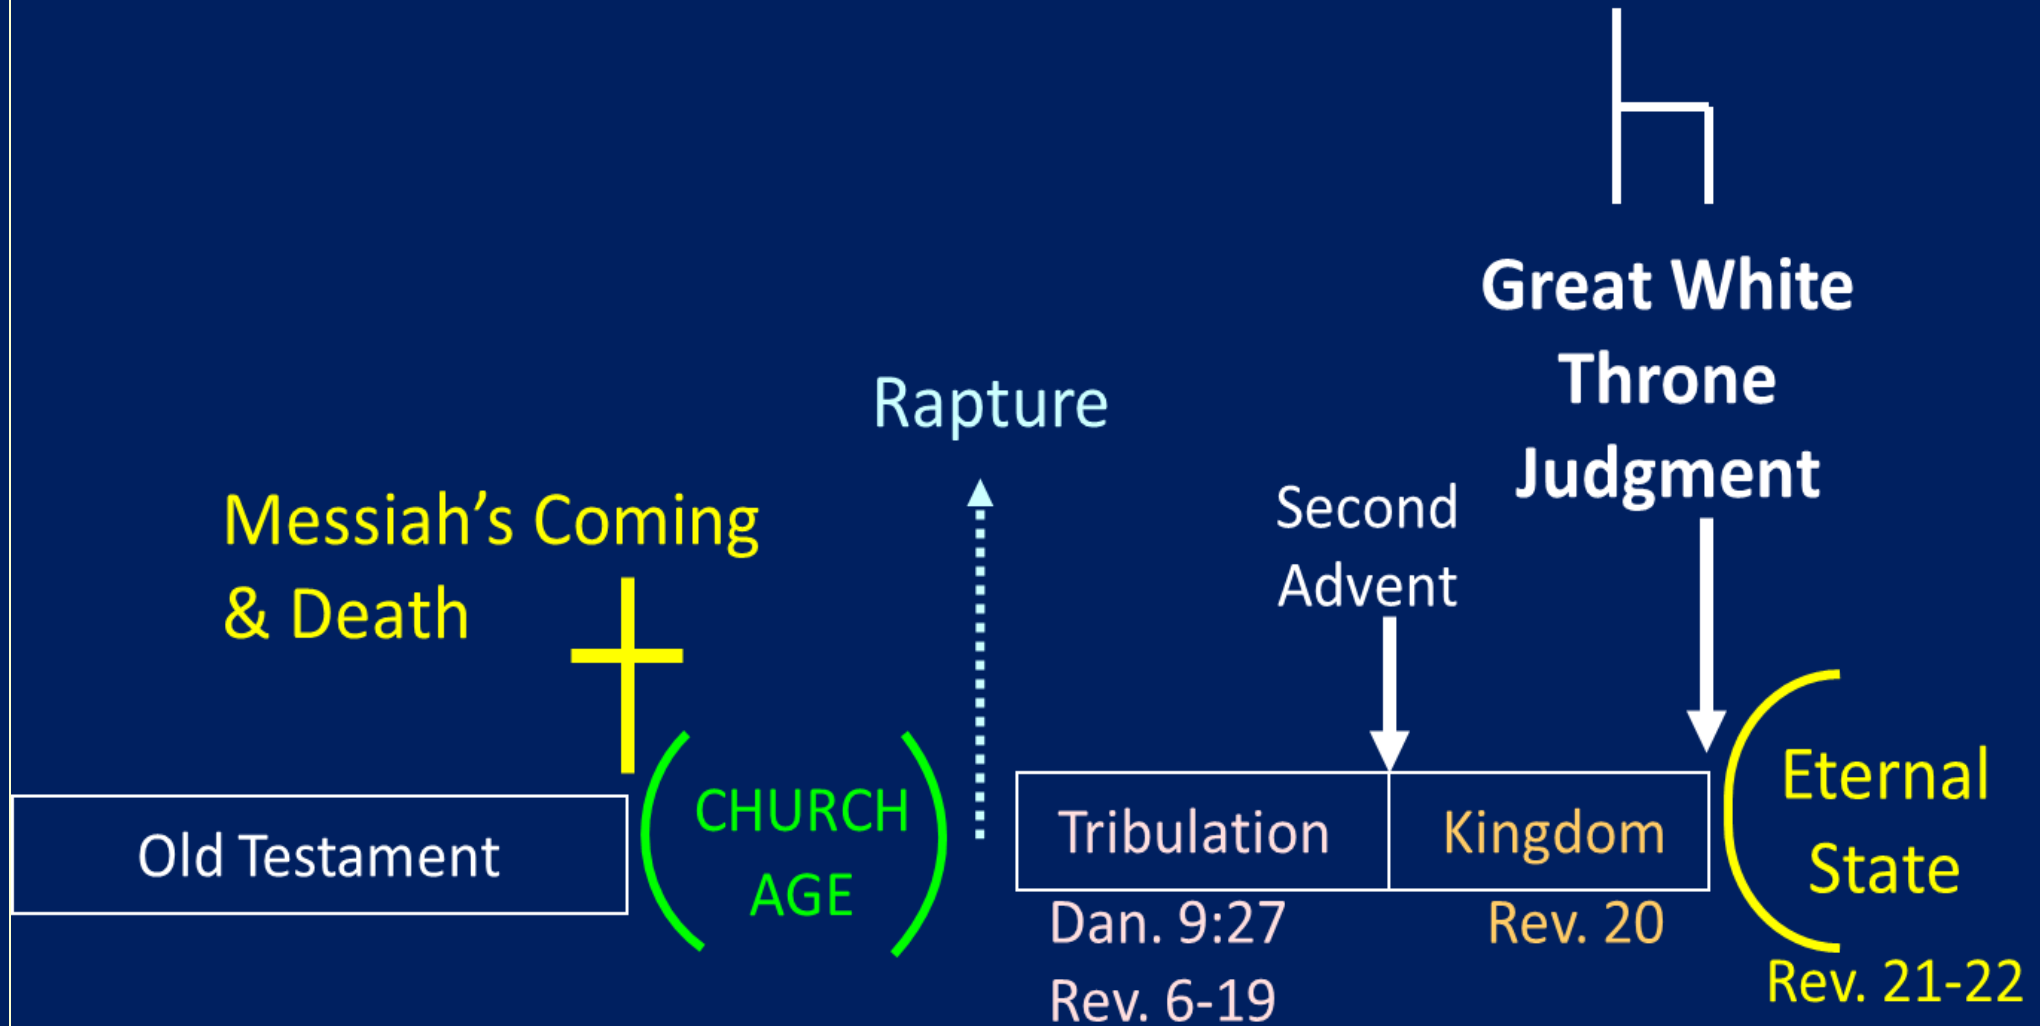 Great White
Throne
Judgment
Rapture
Second
Advent
Messiah’s Coming
& Death
Old Testament
CHURCH
AGE
Tribulation
Kingdom
Eternal
State
Dan. 9:27
Rev. 6-19
Rev. 20
Rev. 21-22